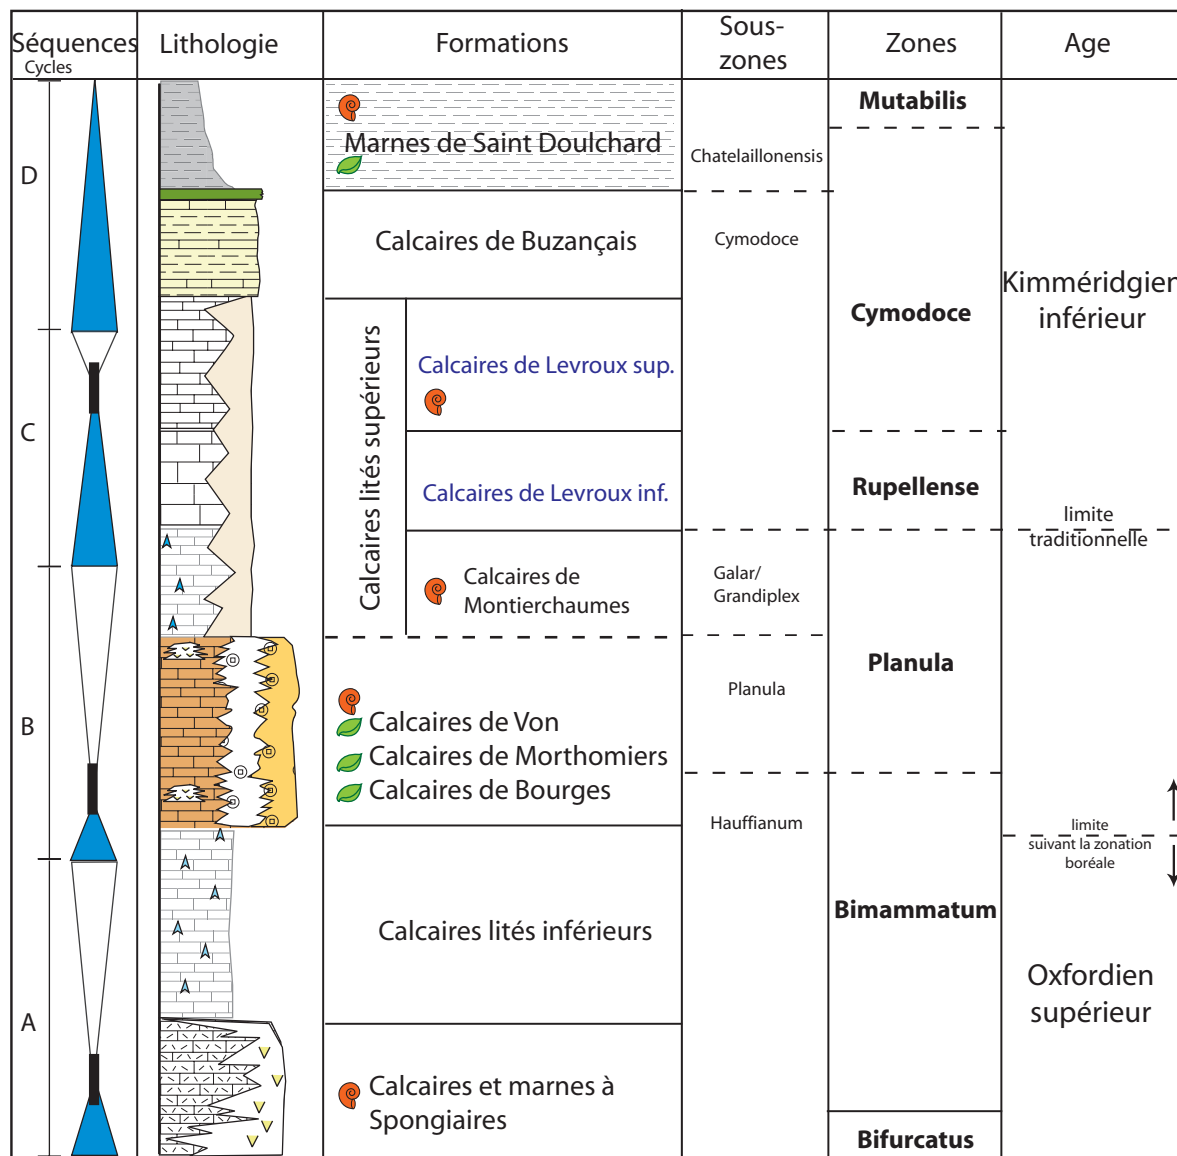 Séquences
Cycles
Lithologie
Formations
Sous-
zones
Zones
Age
D
C
B
A
Marnes de Saint Doulchard
Calcaires de Buzançais
Calcaires lités supérieurs
Calcaires de Levroux sup.
Calcaires de Levroux inf.
Calcaires de
Montierchaumes
Calcaires de Von
Calcaires de Morthomiers
Calcaires de Bourges
Calcaires lités inférieurs
Calcaires et marnes à
Spongiaires
Chatelaillonensis
Cymodoce
Galar/
Grandiplex
Planula
Hauffianum
Mutabilis
Cymodoce
Rupellense
Planula
Bimammatum
Bifurcatus
Kimméridgien
inférieur
limite
traditionnelle
limite
suivant la zonation
boréale
Oxfordien
supérieur